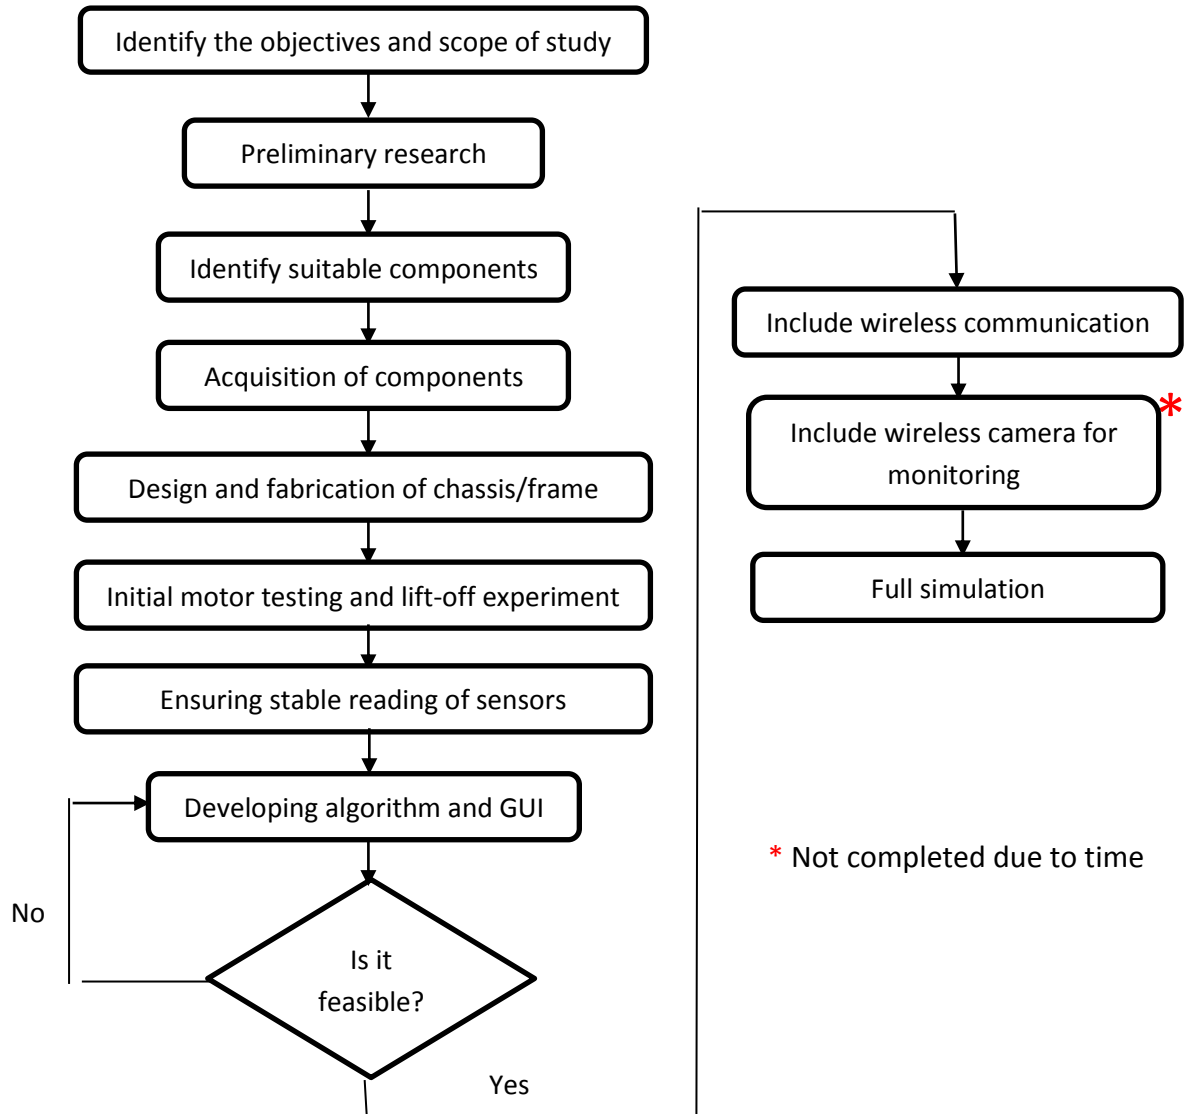 Identify the objectives and scope of study
Preliminary research
Identify suitable components
Acquisition of components
Design and fabrication of chassis/frame
Initial motor testing and lift-off experiment
Ensuring stable reading of sensors
Developing algorithm and GUI
No
Is it
feasible?
Yes
Include wireless communication
*
Include wireless camera for
monitoring
Full simulation
* Not completed due to time